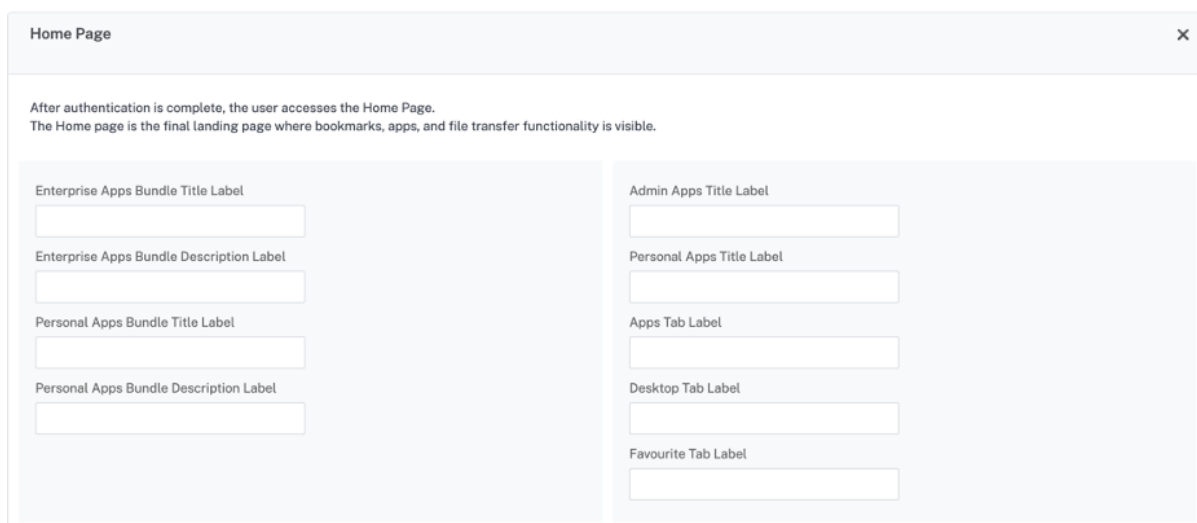 Home Page
After authentication is complete, the user accesses the Home Page.
The Home page is the final landing page where bookmarks, apps, and file transfer functionality is visible.
Enterprise Apps Bundle Title Label
Enterprise Apps Bundle Description Label
Personal Apps Bundle Title Label
Personal Apps Bundle Description Label
Admin Apps Title Label
Personal Apps Title Label
Apps Tab Label
Desktop Tab Label
Favourite Tab Label